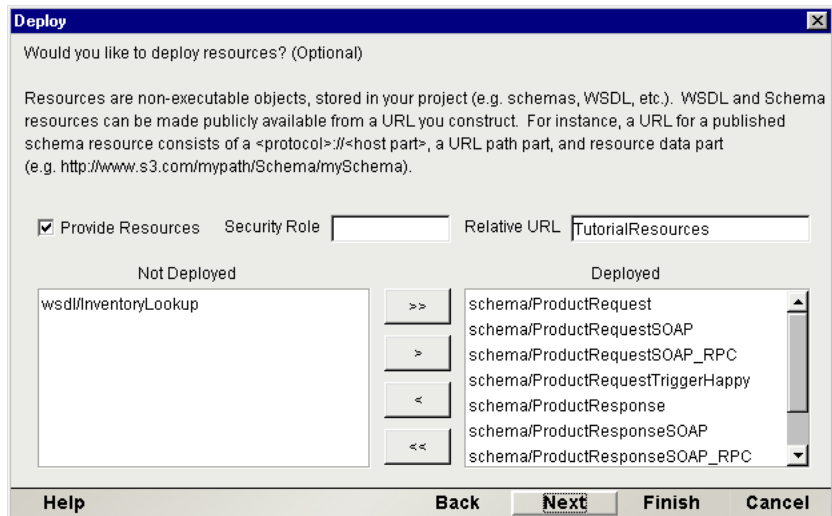 Deploy
Would you like to deploy resources? (Optional)
Resources are non-executable objects, stored in your project (e.g. schemas, WSDL, etc.).  WSDL and Schema
resources can be made publicly available from a URL you construct.  For instance, a URL for a published
schema resource consists of a <protocol>://<host part>, a URL path part, and resource data part
(e.g. http://www.s3.com/mypath/Schema/mySchema).
Provide Resources Security Role Relative URL TutorialResources
Not Deployed Deployed
wsdl/InventoryLookup
>>
>
<
<<
schema/ProductRequest
schema/ProductRequestSOAP
schema/ProductRequestSOAP_RPC
schema/ProductRequestTriggerHappy
schema/ProductResponse
schema/ProductResponseSOAP
schema/ProductResponseSOAP_RPC
Help Back Next Finish Cancel